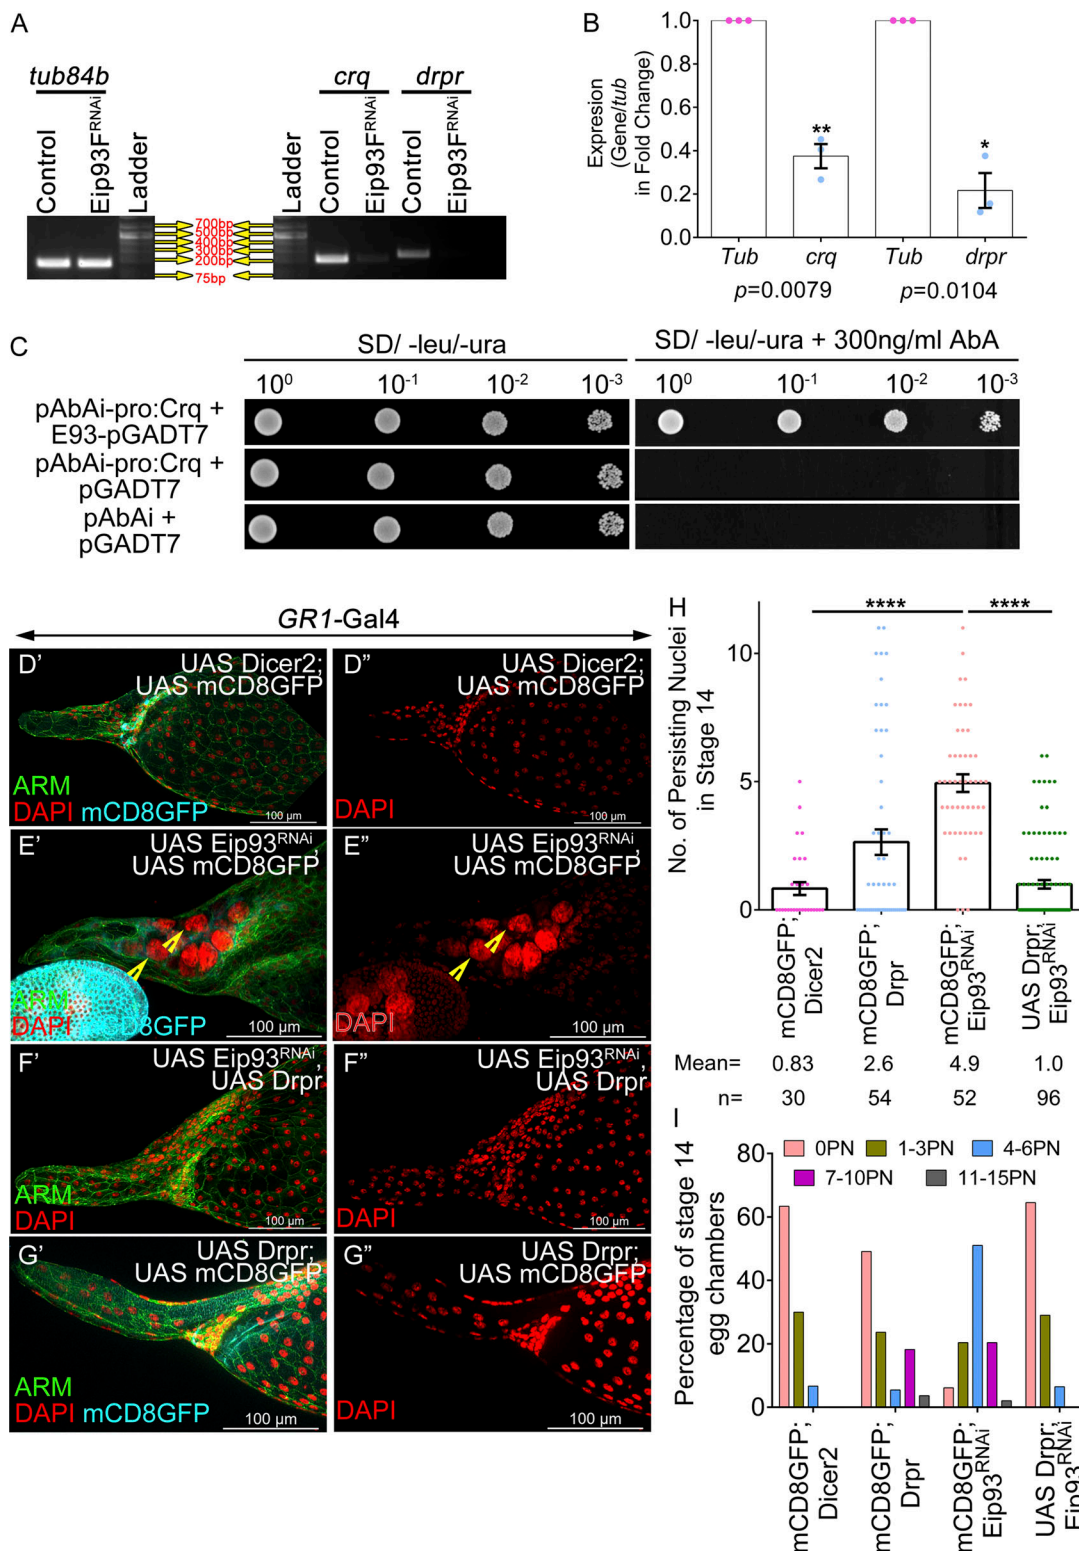 A
tub84b
crq
drpr
Control
Eip93F^RNAi
Ladder
Ladder
Control
Eip93F^RNAi
Control
Eip93F^RNAi
700bp
500bp
400bp
300bp
200bp
75bp
B
Expresion
(Gene/tub
in Fold Change)
1.0
0.8
0.6
0.4
0.2
0.0
**
*
Tub
crq
Tub
drpr
p=0.0079
p=0.0104
C
SD/ -leu/-ura
SD/ -leu/-ura + 300ng/ml AbA
10^0 10^-1 10^-2 10^-3
10^0 10^-1 10^-2 10^-3
pAbAi-pro:Crq +
E93-pGADT7
pAbAi-pro:Crq +
pGADT7
pAbAi +
pGADT7
GR1-Gal4
D'
UAS Dicer2;
UAS mCD8GFP
ARM
DAPI mCD8GFP
100 µm
D"
UAS Dicer2;
UAS mCD8GFP
DAPI
100 µm
E'
UAS Eip93^RNAi,
UAS mCD8GFP
ARM
DAPI mCD8GFP
100 µm
E"
UAS Eip93^RNAi,
UAS mCD8GFP
DAPI
100 µm
F'
UAS Eip93^RNAi,
UAS Drpr
ARM
DAPI
100 µm
F"
UAS Eip93^RNAi,
UAS Drpr
DAPI
100 µm
G'
UAS Drpr;
UAS mCD8GFP
ARM
DAPI mCD8GFP
100 µm
G"
UAS Drpr;
UAS mCD8GFP
DAPI
100 µm
H
No. of Persisting Nuclei
in Stage 14
10
5
0
****
****
mCD8GFP;
Dicer2
mCD8GFP;
Drpr
mCD8GFP;
Eip93^RNAi
UAS Drpr;
Eip93^RNAi
Mean= 0.83 2.6 4.9 1.0
n= 30 54 52 96
I
0PN 1-3PN 4-6PN
7-10PN 11-15PN
Percentage of stage 14
egg chambers
80
60
40
20
0
mCD8GFP;
Dicer2
mCD8GFP;
Drpr
mCD8GFP;
Eip93^RNAi
UAS Drpr;
Eip93^RNAi